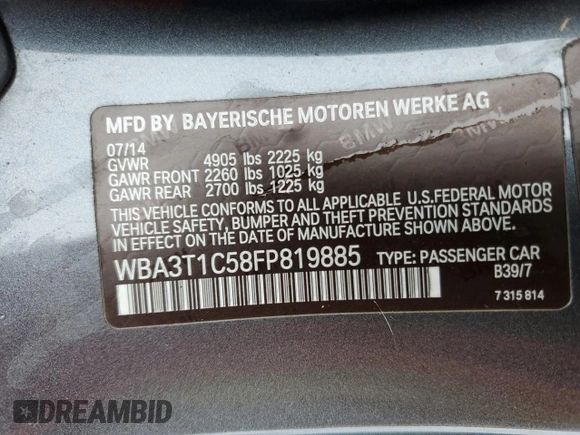 MFD BY BAYERISCHE MOTOREN WERKE AG
07/14
GVWR 4905 lbs 2225 kg
GAWR FRONT 2260 lbs 1025 kg
GAWR REAR 2700 lbs 1225 kg
THIS VEHICLE CONFORMS TO ALL APPLICABLE U.S.FEDERAL MOTOR
VEHICLE SAFETY, BUMPER, AND THEFT PREVENTION STANDARDS
IN EFFECT ON THE DATE OF MANUFACTURE SHOWN ABOVE.
WBA3T1C58FP819885 TYPE: PASSENGER CAR
B39/7
7 315 814
DREAMBID